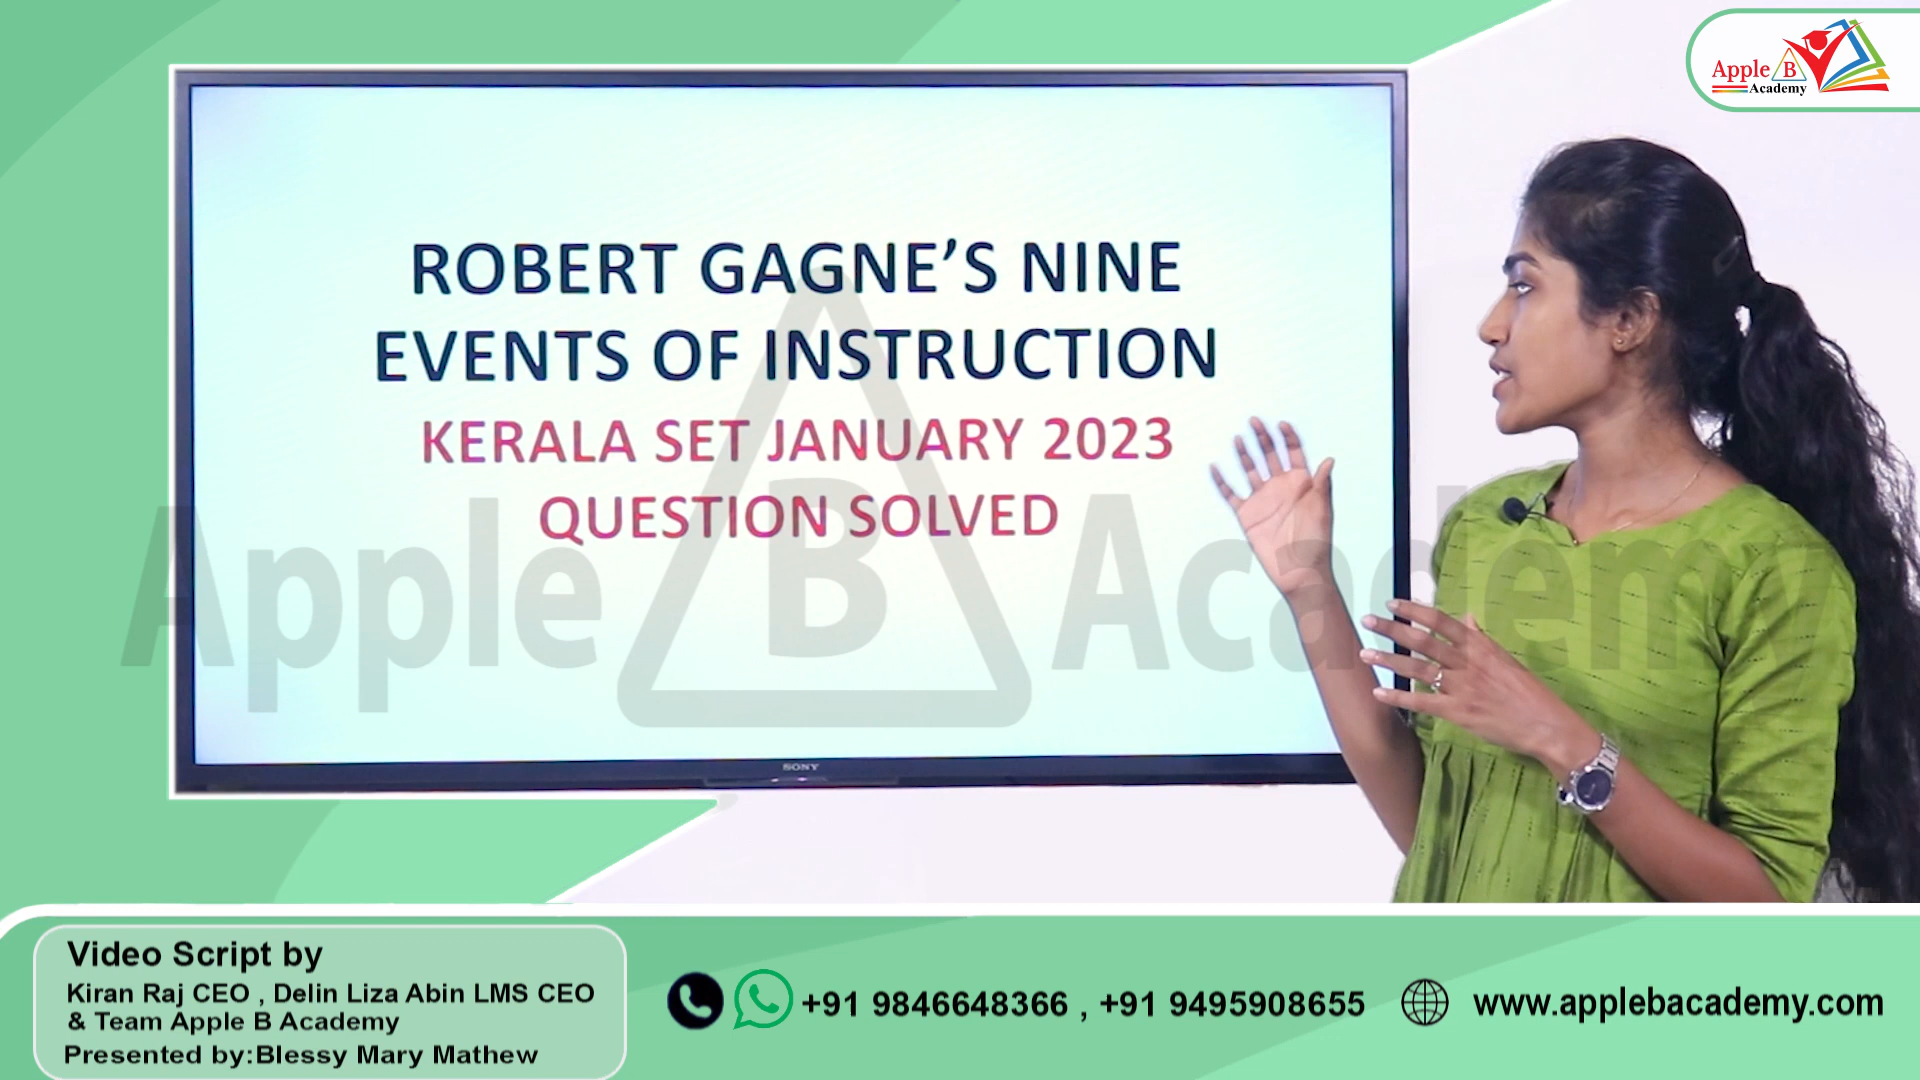 Apple B
Academy
ROBERT GAGNE’S NINE
EVENTS OF INSTRUCTION
KERALA SET JANUARY 2023
QUESTION SOLVED
Apple B Academy
SONY
Video Script by
Kiran Raj CEO , Delin Liza Abin LMS CEO
& Team Apple B Academy
Presented by:Blessy Mary Mathew
+91 9846648366 , +91 9495908655
www.applebacademy.com